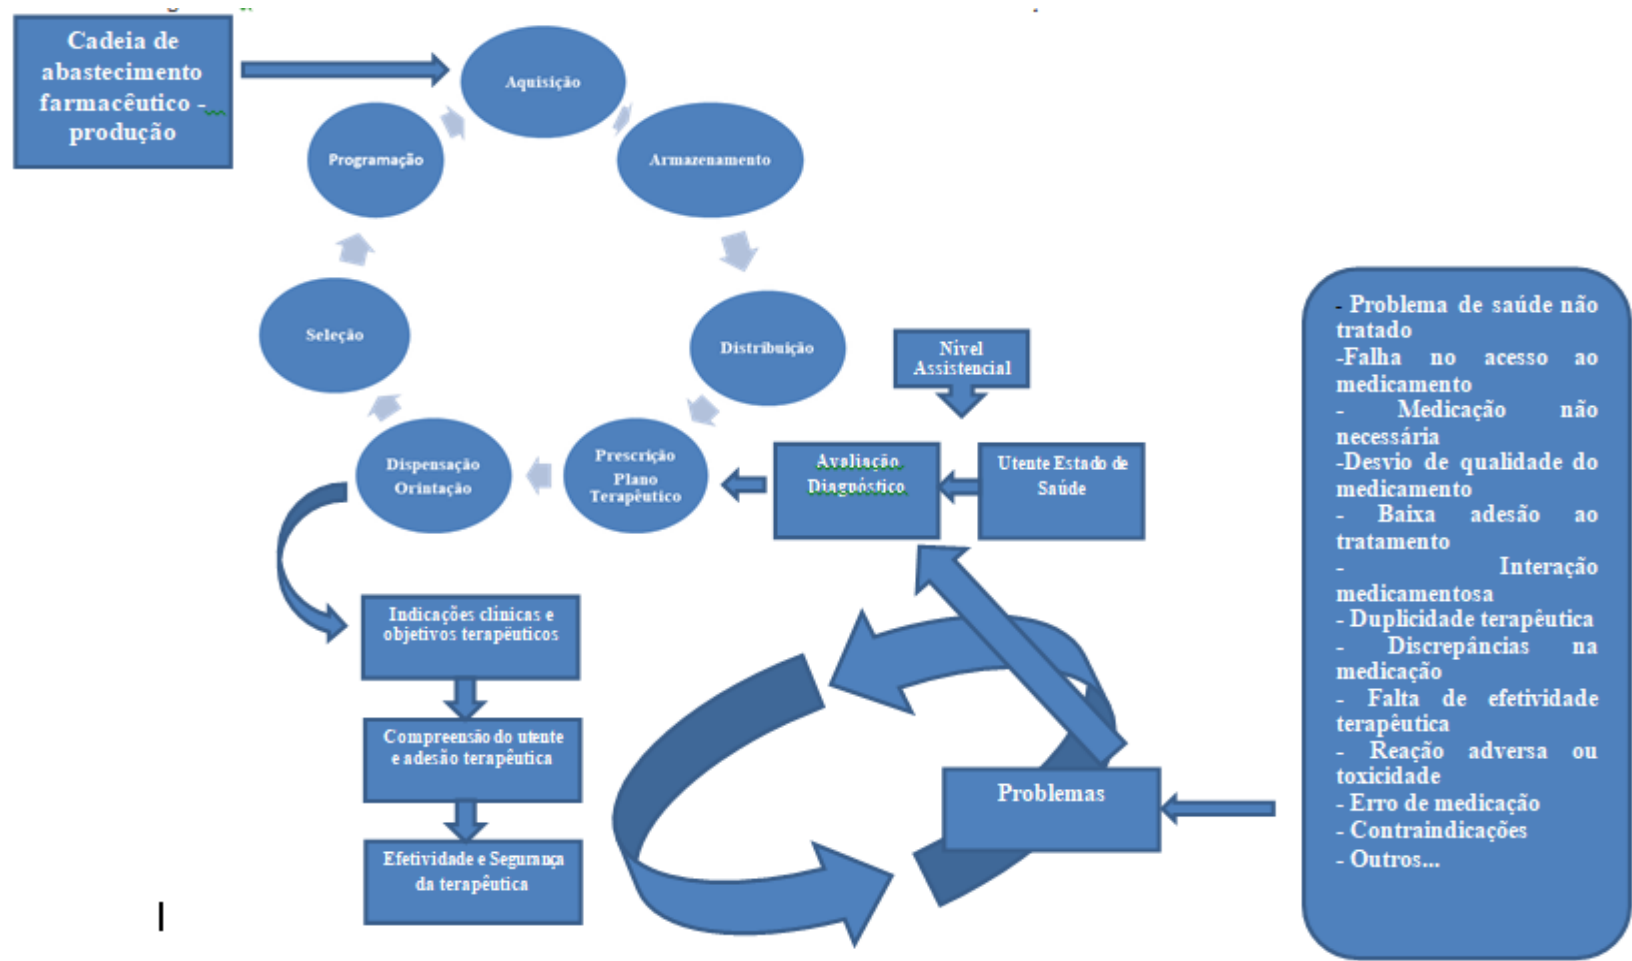 Cadeia de
abastecimento
farmacêutico -
produção
Aquisição
Armazenamento
Programação
Distribuição
Seleção
Nível
Assistencial
Prescrição
Plano
Terapêutico
Dispensação
Orintação
Avaliação
Diagnóstico
Utente Estado de
Saúde
Indicações clínicas e
objetivos terapêuticos
Compreensão do utente
e adesão terapêutica
Efetividade e Segurança
da terapêutica
Problemas
- Problema de saúde não
tratado
-Falha no acesso ao
medicamento
- Medicação não
necessária
-Desvio de qualidade do
medicamento
- Baixa adesão ao
tratamento
- Interação
medicamentosa
- Duplicidade terapêutica
- Discrepâncias na
medicação
- Falta de efetividade
terapêutica
- Reação adversa ou
toxicidade
- Erro de medicação
- Contraindicações
- Outros...